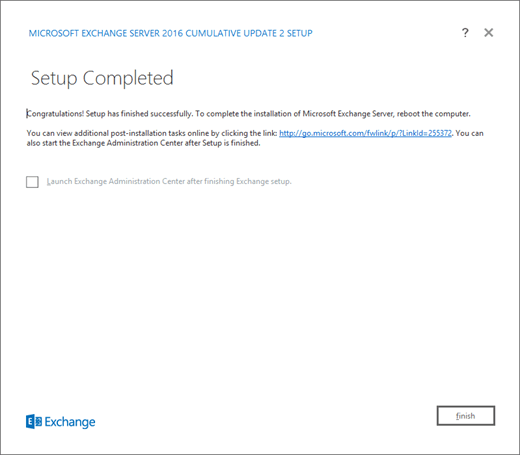 MICROSOFT EXCHANGE SERVER 2016 CUMULATIVE UPDATE 2 SETUP
?
Setup Completed
Congratulations! Setup has finished successfully. To complete the installation of Microsoft Exchange Server, reboot the computer.
You can view additional post-installation tasks online by clicking the link: http://go.microsoft.com/fwlink/p/?LinkId=255372. You can
also start the Exchange Administration Center after Setup is finished.
Launch Exchange Administration Center after finishing Exchange setup.
Exchange
finish